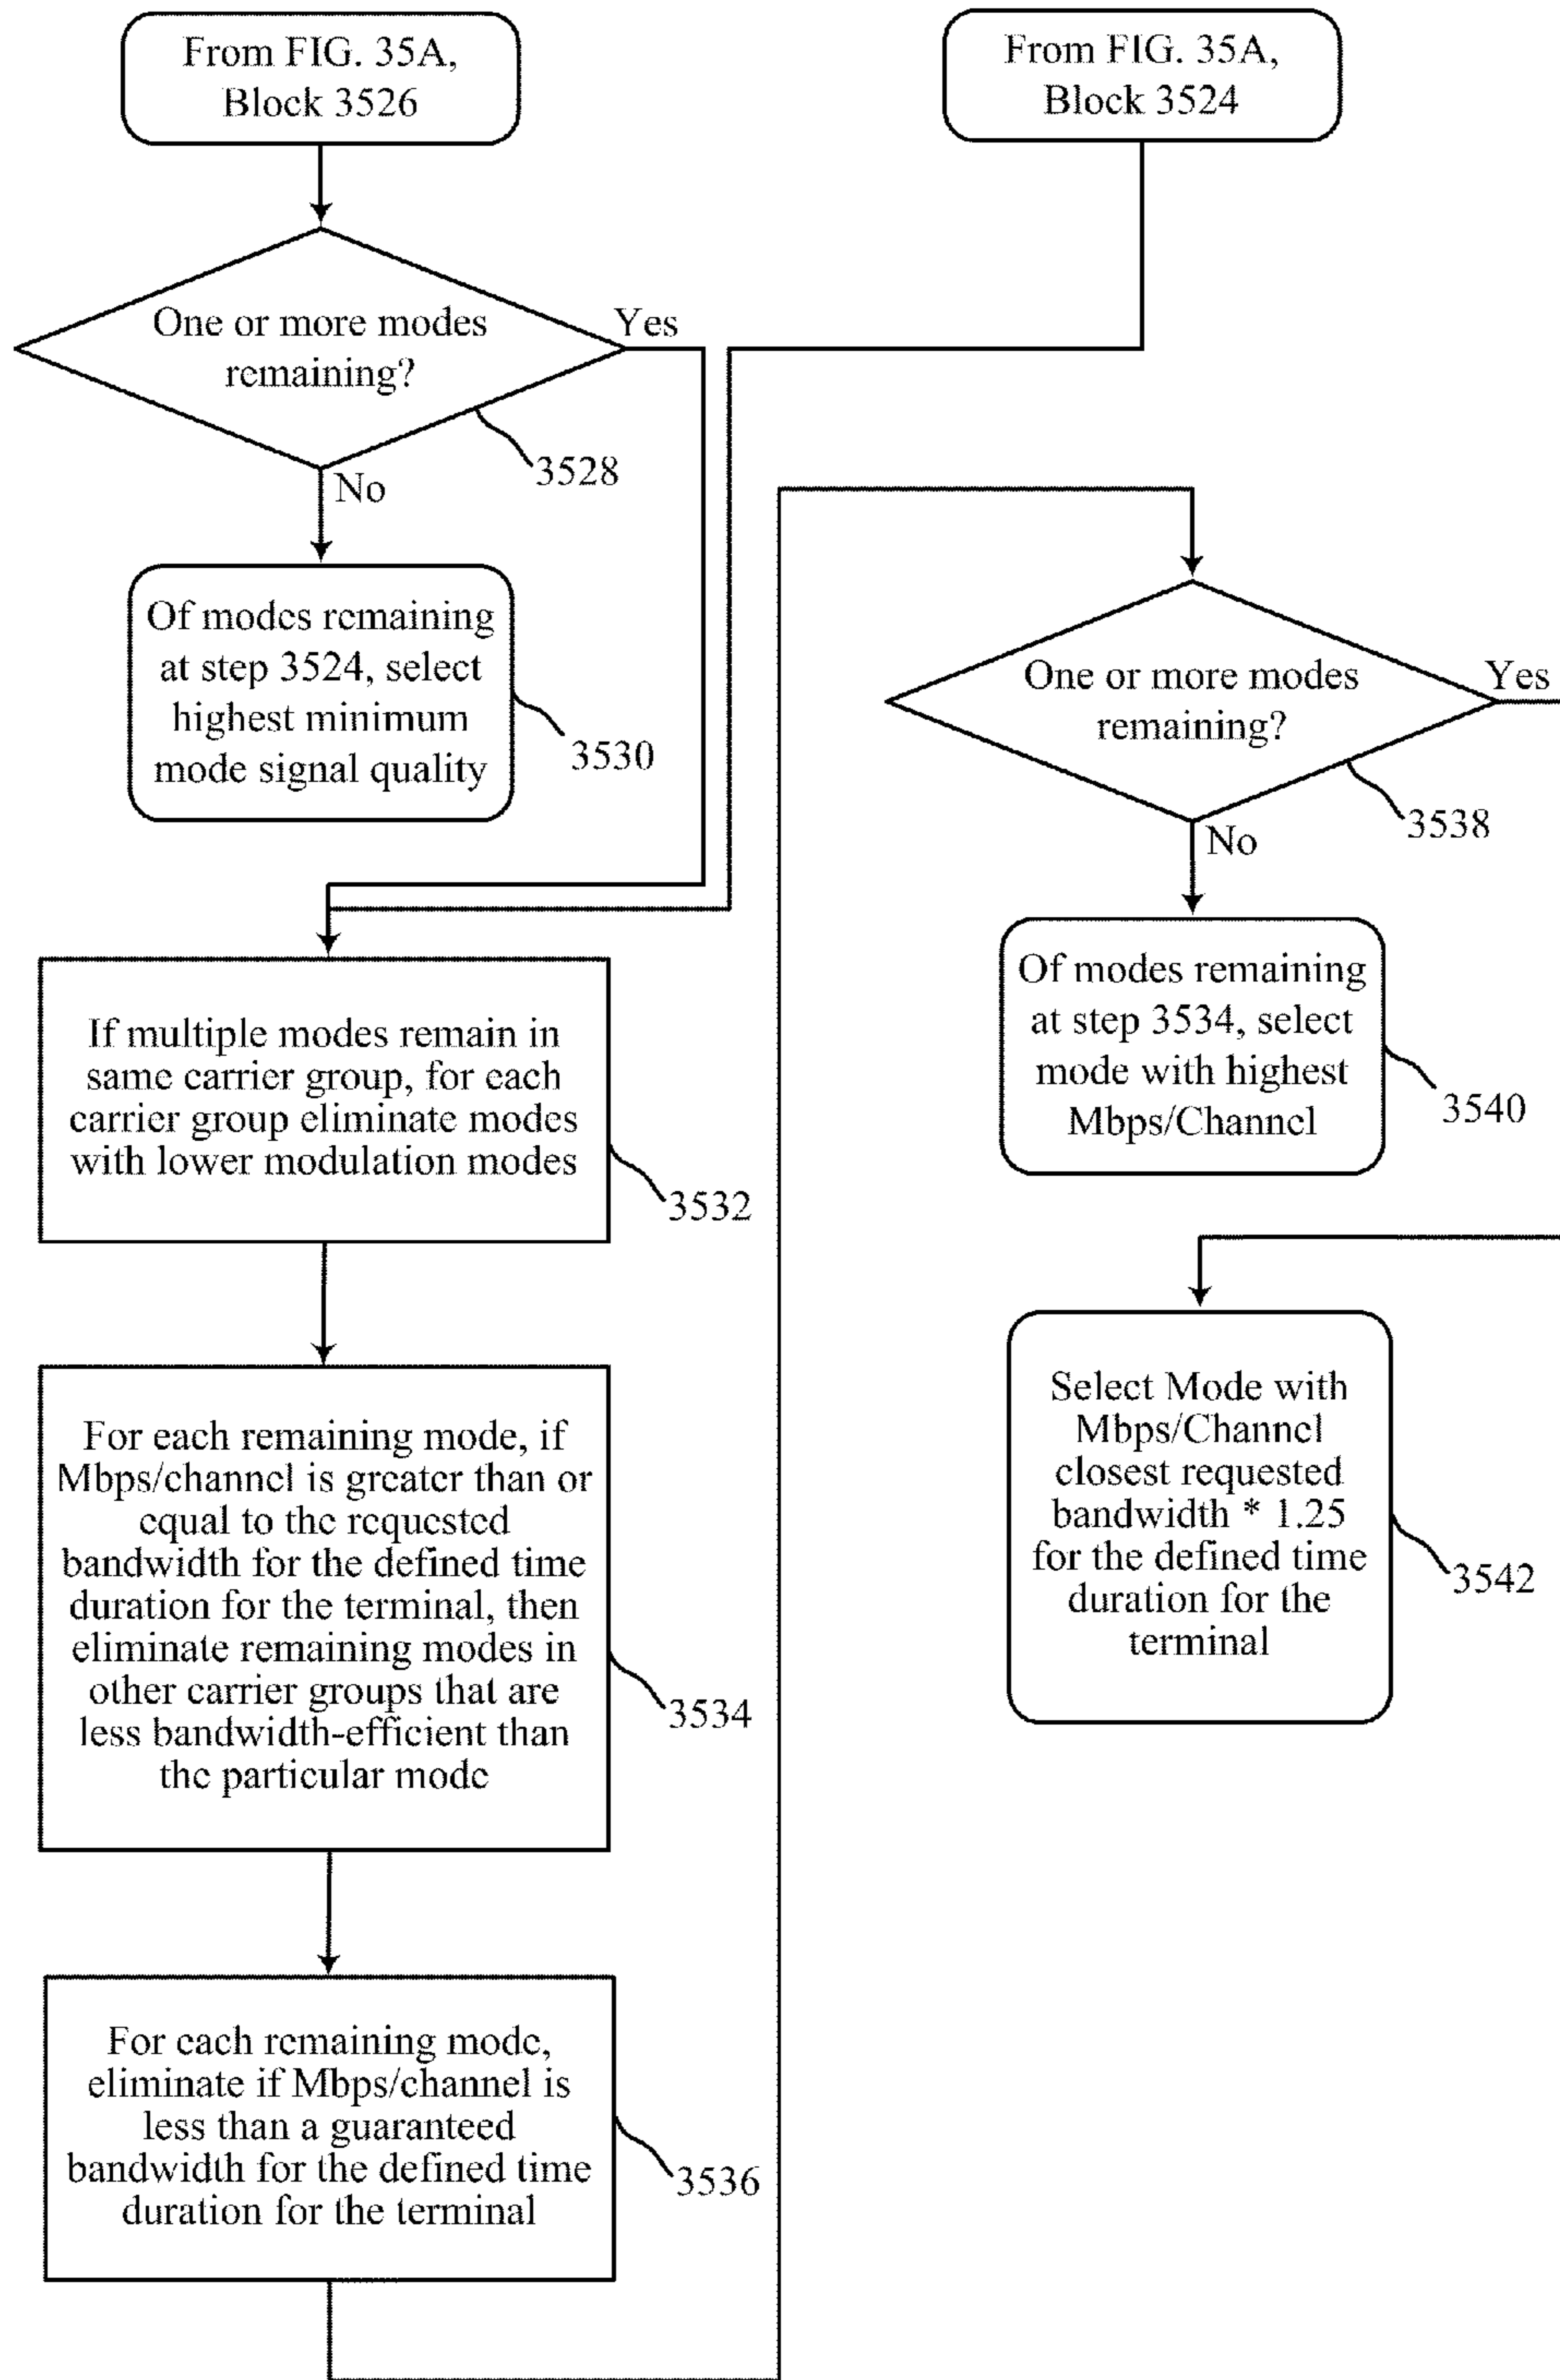 From FIG. 35A,
Block 3526
From FIG. 35A,
Block 3524
One or more modes
remaining?
Yes
No
3528
Of modes remaining
at step 3524, select
highest minimum
mode signal quality
3530
If multiple modes remain in
same carrier group, for each
carrier group eliminate modes
with lower modulation modes
3532
For each remaining mode, if
Mbps/channel is greater than or
equal to the requested
bandwidth for the defined time
duration for the terminal, then
eliminate remaining modes in
other carrier groups that are
less bandwidth-efficient than
the particular mode
3534
For each remaining mode,
eliminate if Mbps/channel is
less than a guaranteed
bandwidth for the defined time
duration for the terminal
3536
One or more modes
remaining?
Yes
No
3538
Of modes remaining
at step 3534, select
mode with highest
Mbps/Channel
3540
Select Mode with
Mbps/Channel
closest requested
bandwidth * 1.25
for the defined time
duration for the
terminal
3542